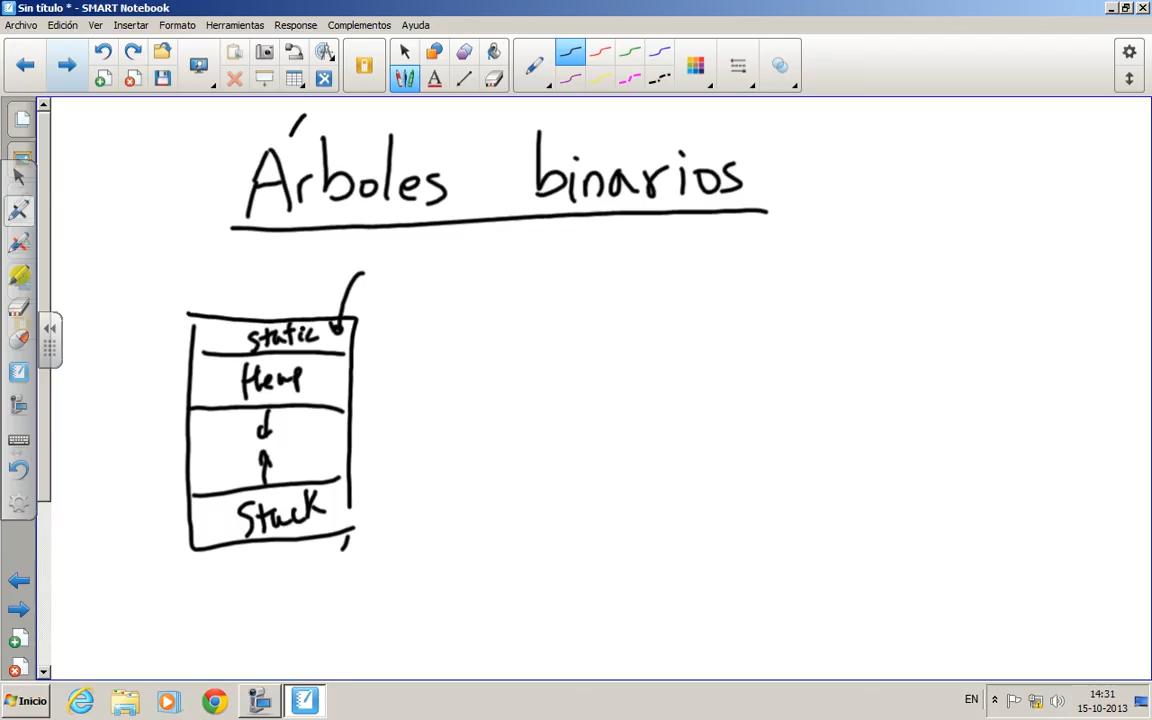 Sin título * - SMART Notebook
Archivo Edición Ver Insertar Formato Herramientas Response Complementos Ayuda
Árboles binarios
static
Heap
Stack
Inicio
EN
14:31
15-10-2013